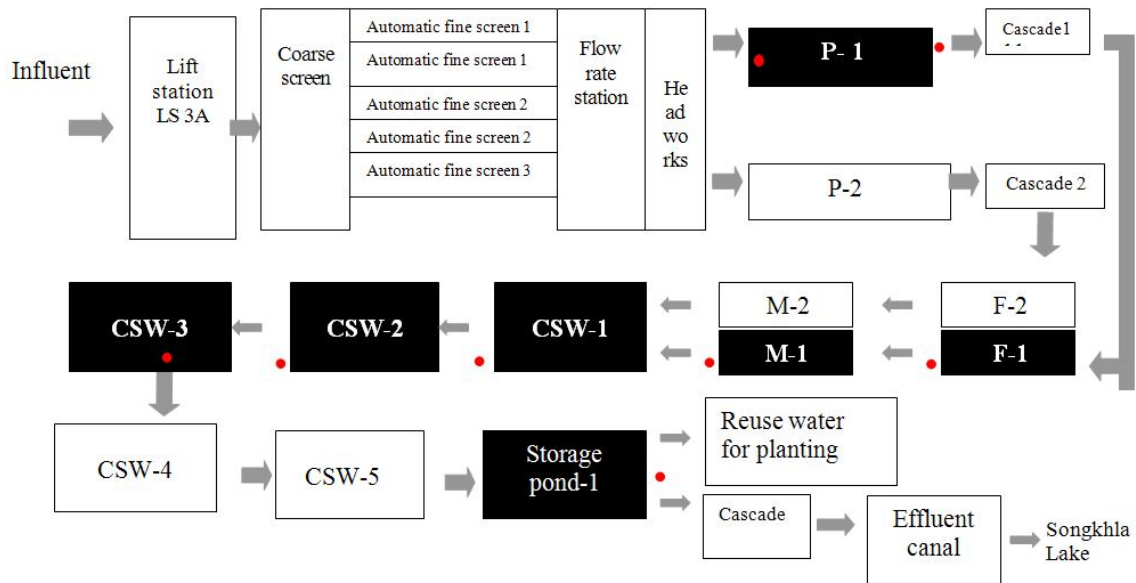 Influent
Lift
station
LS 3A
Coarse
screen
Automatic fine screen 1
Automatic fine screen 1
Automatic fine screen 2
Automatic fine screen 2
Automatic fine screen 3
Flow
rate
station
He
ad
wo
rks
P- 1
Cascade1
P-2
Cascade 2
CSW-3
CSW-2
CSW-1
M-2
F-2
M-1
F-1
CSW-4
CSW-5
Storage
pond-1
Reuse water
for planting
Cascade
Effluent
canal
Songkhla
Lake